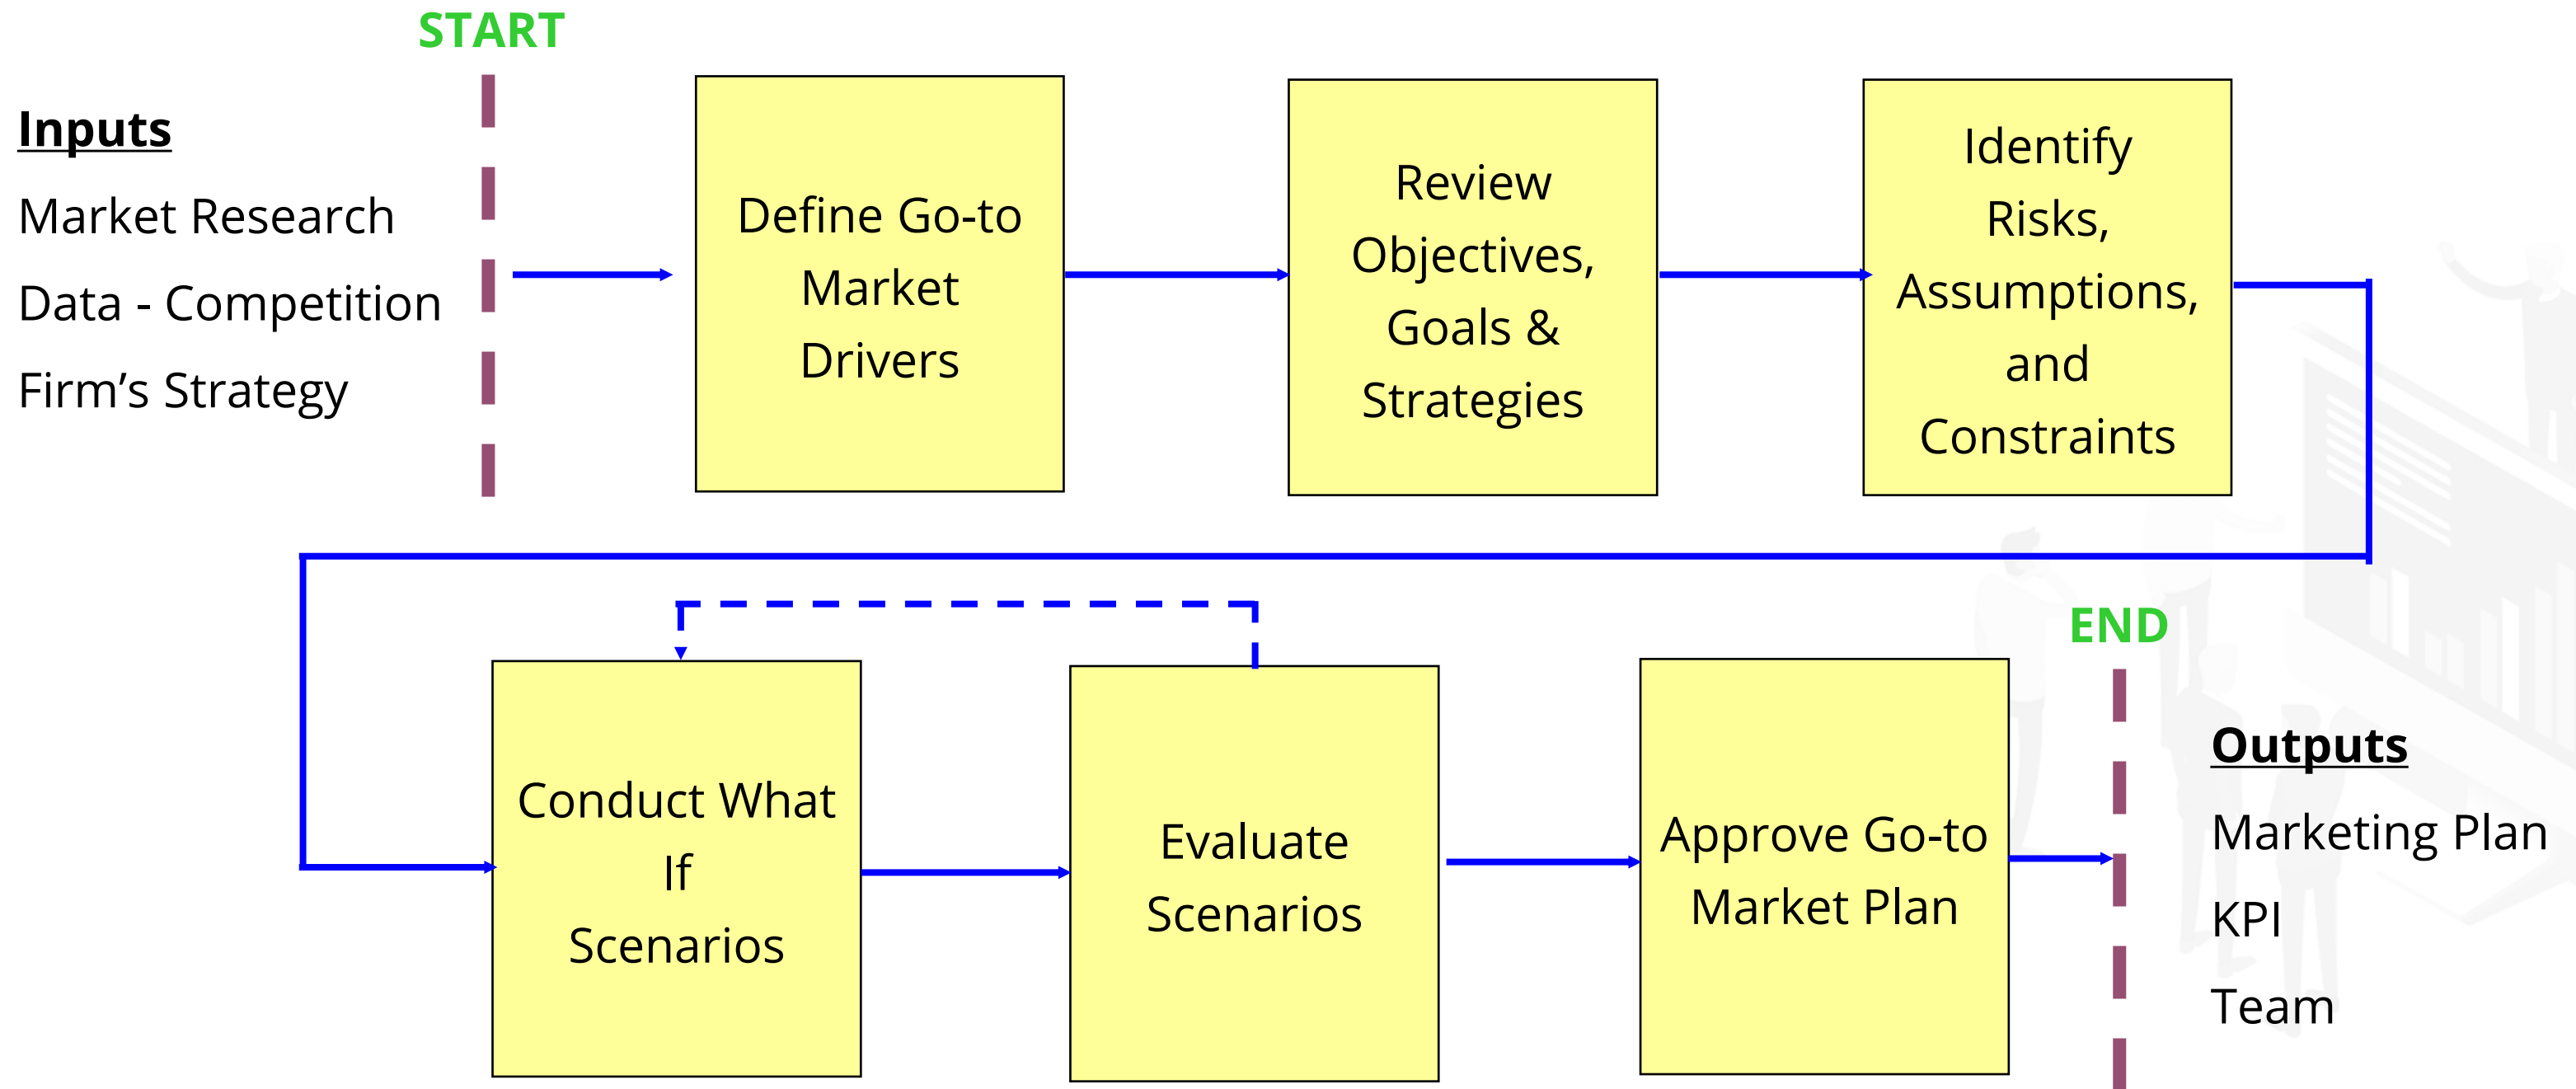 START
Inputs
Market Research
Data - Competition
Firm’s Strategy
Define Go-to
Market
Drivers
Review
Objectives,
Goals &
Strategies
Identify
Risks,
Assumptions,
and
Constraints
Conduct What
If
Scenarios
Evaluate
Scenarios
Approve Go-to
Market Plan
END
Outputs
Marketing Plan
KPI
Team